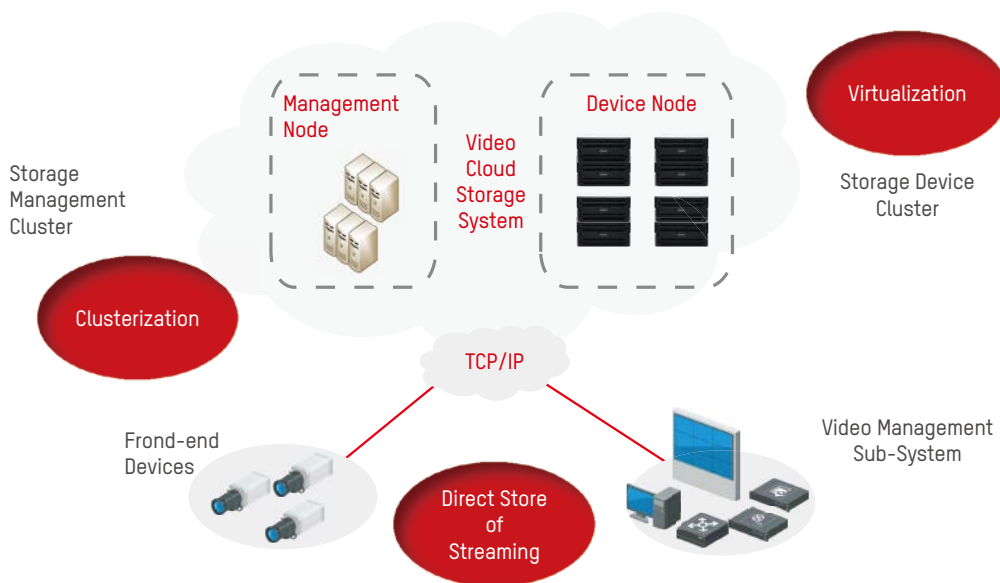 Management
Node
Device Node
Virtualization
Video
Cloud
Storage
System
Storage
Management
Cluster
Storage Device
Cluster
Clusterization
TCP/IP
Frond-end
Devices
Video Management
Sub-System
Direct Store
of
Streaming